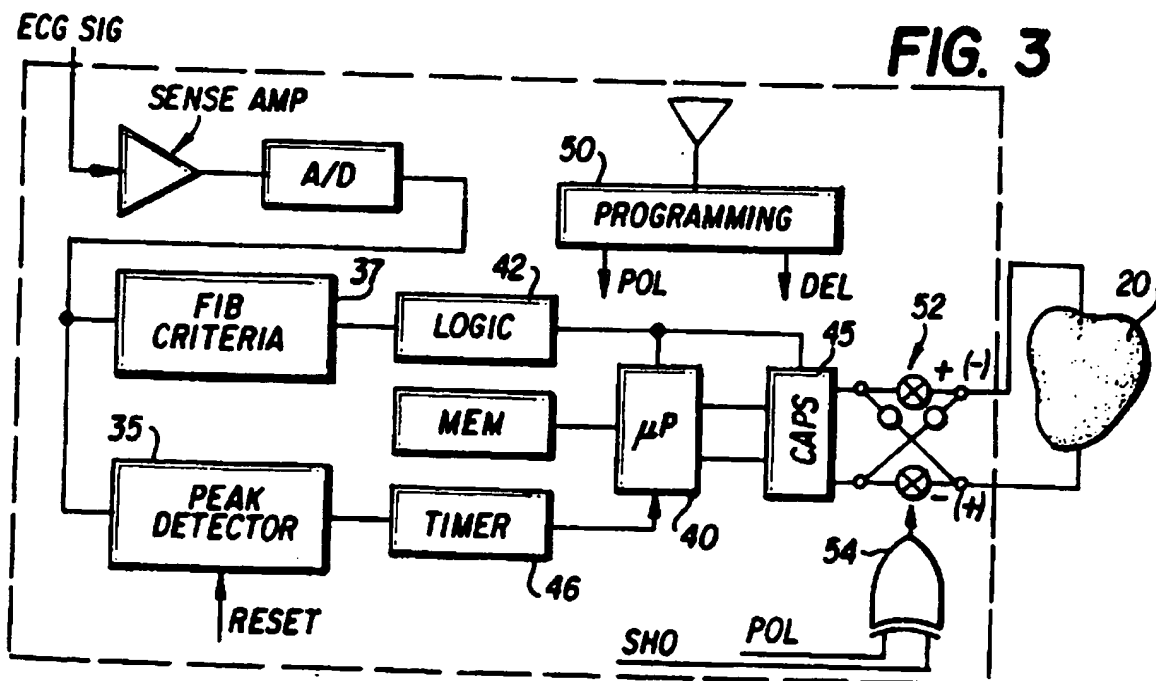 ECG SIG
FIG. 3
SENSE AMP
A/D
50
PROGRAMMING
POL
DEL
37
FIB
CRITERIA
42
LOGIC
45
52
20
+ (-)
MEM
μP
CAPS
35
PEAK
DETECTOR
TIMER
40
- (+)
46
54
RESET
SHO
POL